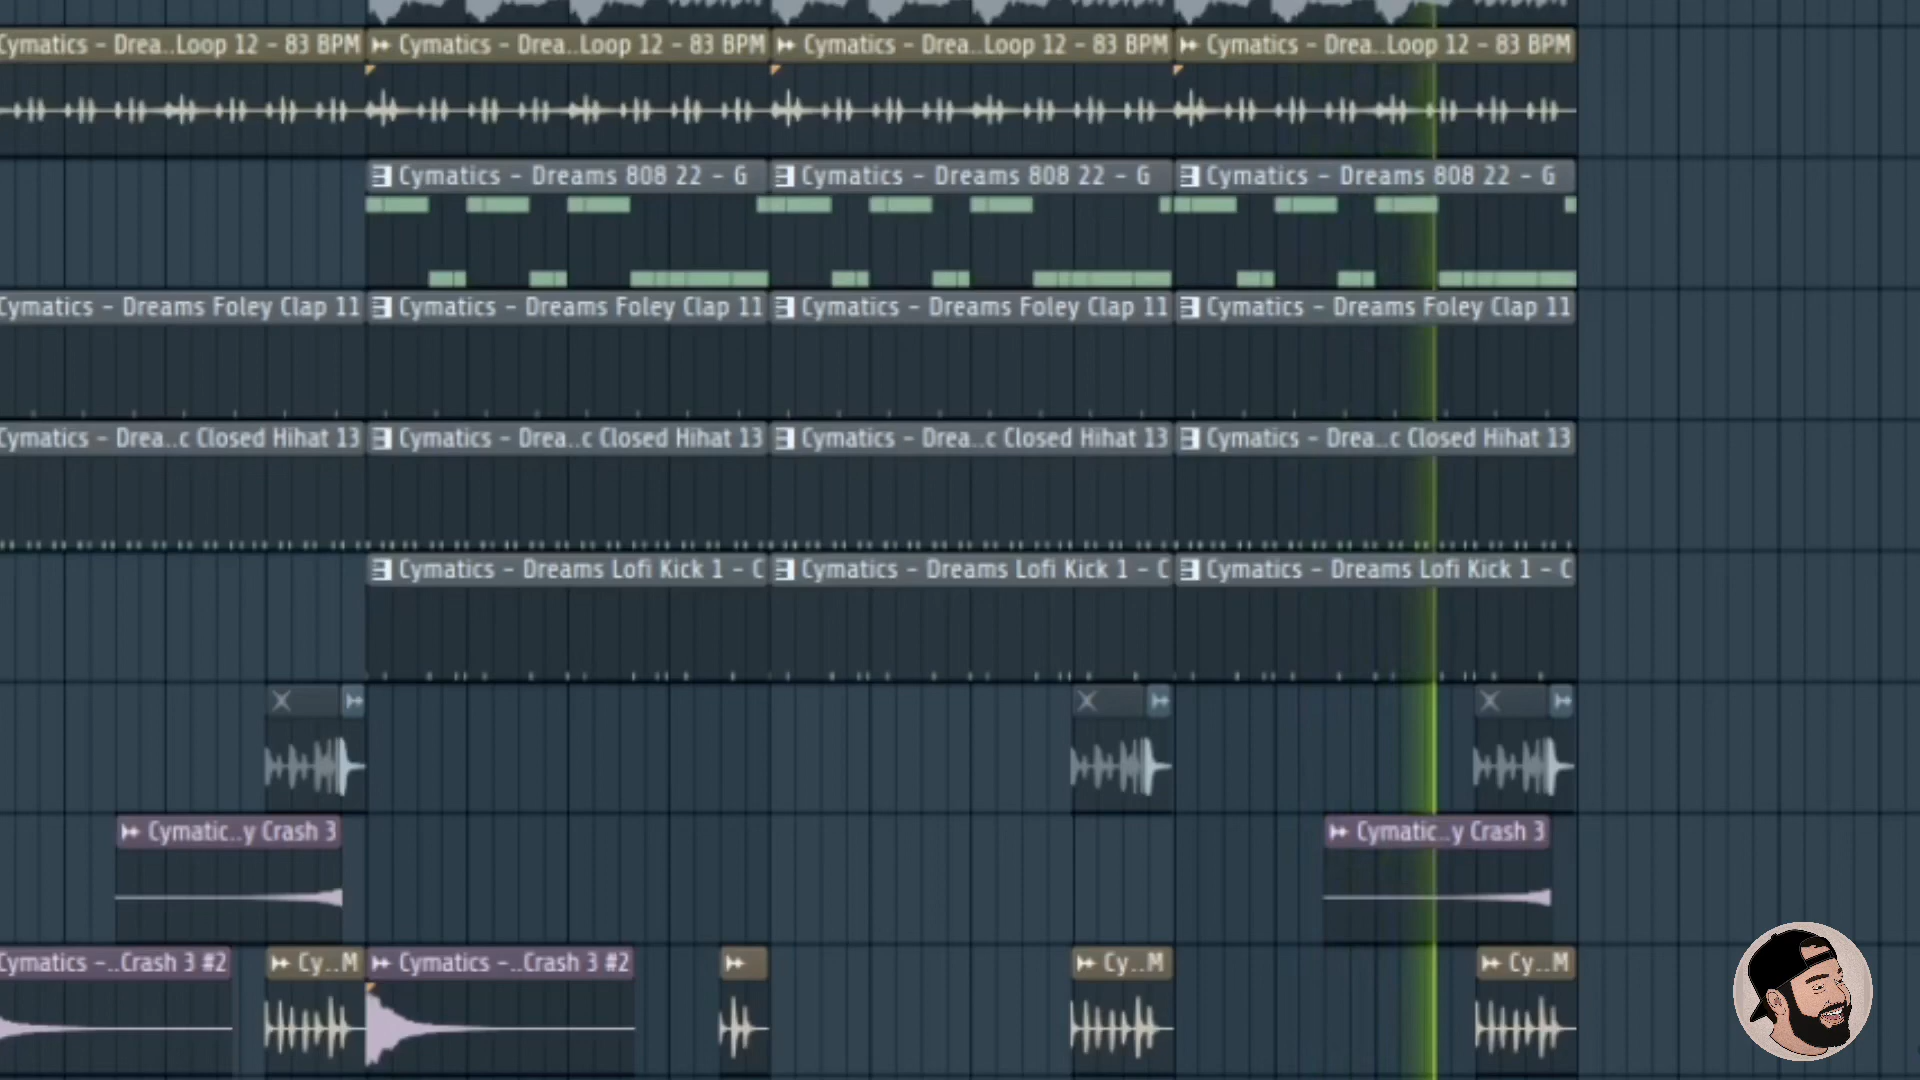 Cymatics - Drea..Loop 12 - 83 BPM Cymatics - Drea..Loop 12 - 83 BPM Cymatics - Drea..Loop 12 - 83 BPM Cymatics - Drea..Loop 12 - 83 BPM
Cymatics - Dreams 808 22 - G Cymatics - Dreams 808 22 - G Cymatics - Dreams 808 22 - G
Cymatics - Dreams Foley Clap 11 Cymatics - Dreams Foley Clap 11 Cymatics - Dreams Foley Clap 11 Cymatics - Dreams Foley Clap 11
Cymatics - Drea..c Closed Hihat 13 Cymatics - Drea..c Closed Hihat 13 Cymatics - Drea..c Closed Hihat 13 Cymatics - Drea..c Closed Hihat 13
Cymatics - Dreams Lofi Kick 1 - C Cymatics - Dreams Lofi Kick 1 - C Cymatics - Dreams Lofi Kick 1 - C
Cymatic..y Crash 3 Cymatic..y Crash 3
Cymatics -..Crash 3 #2 Cy..M Cymatics -..Crash 3 #2 Cy..M Cy..M